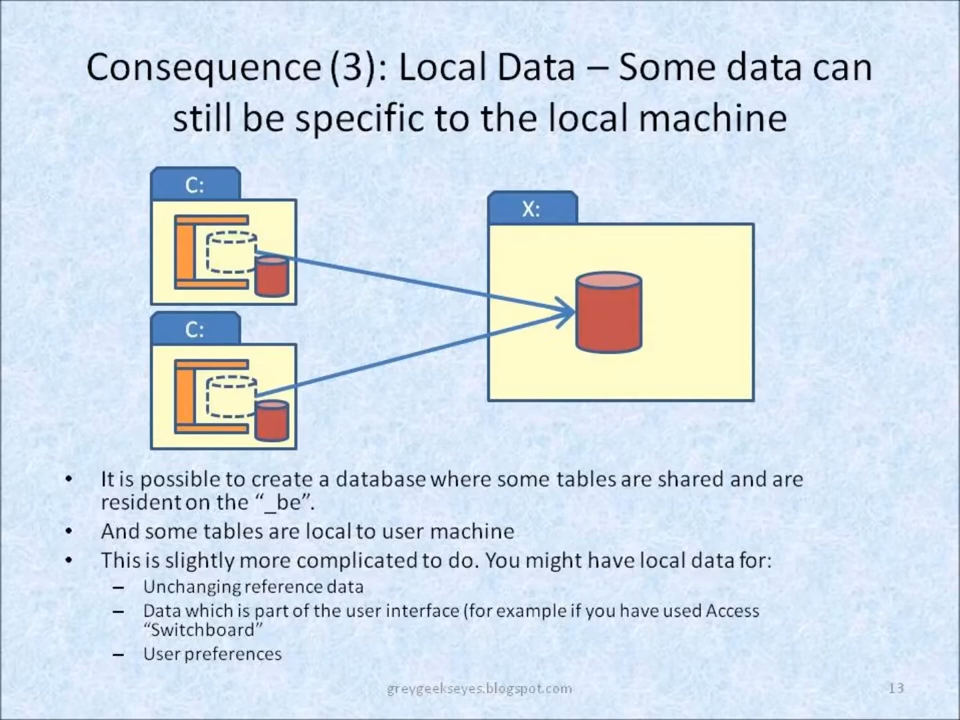 Consequence (3): Local Data – Some data can
still be specific to the local machine
C:
X:
C:
• It is possible to create a database where some tables are shared and are
resident on the “_be”.
• And some tables are local to user machine
• This is slightly more complicated to do. You might have local data for:
– Unchanging reference data
– Data which is part of the user interface (for example if you have used Access
“Switchboard”
– User preferences
greygeekseyes.blogspot.com
13